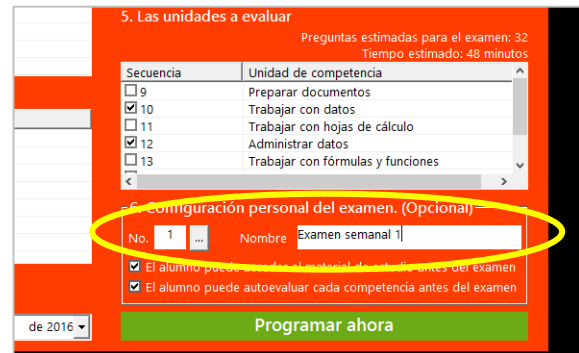 5. Las unidades a evaluar
Preguntas estimadas para el examen: 32
Tiempo estimado: 48 minutos
Secuencia Unidad de competencia
9 Preparar documentos
10 Trabajar con datos
11 Trabajar con hojas de cálculo
12 Administrar datos
13 Trabajar con fórmulas y funciones
6. Configuración personal del examen. (Opcional)
No. 1 ... Nombre Examen semanal 1
El alumno puede acceder al material de estudio antes del examen
El alumno puede autoevaluar cada competencia antes del examen
de 2016 Programar ahora